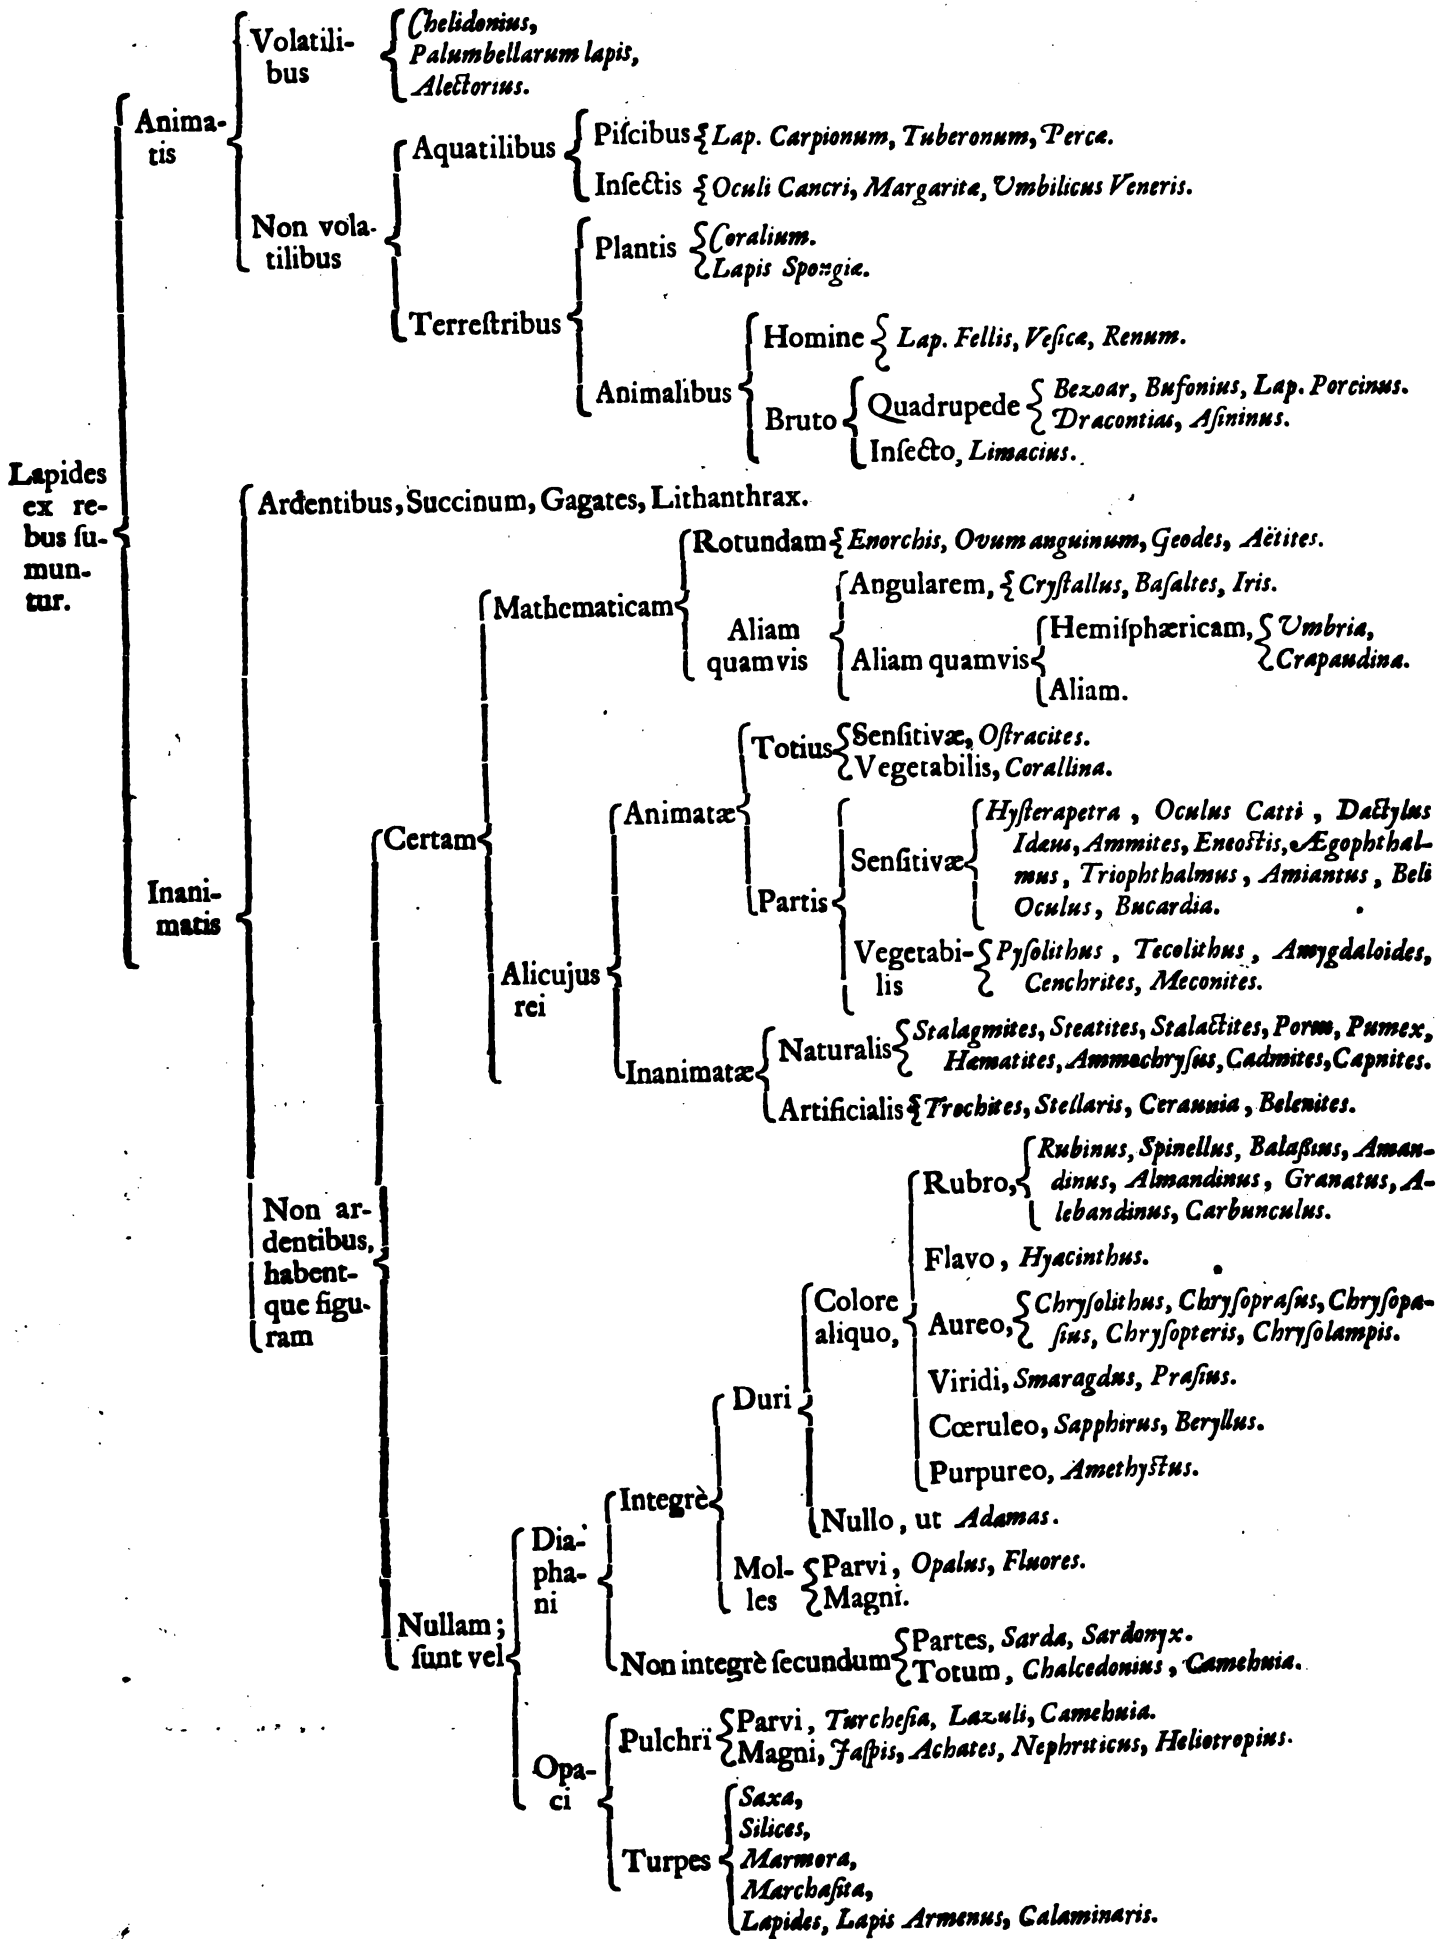 Volatili-
bus
Chelidonius,
Palumbellarum lapis,
Alectorius.
Anima-
tis
Non vola-
tilibus
Aquatilibus
Piſcibus Lap. Carpionum, Tuberonum, Percæ.
Inſectis Oculi Cancri, Margaritæ, Umbilicus Veneris.
Terreſtribus
Plantis
Coralium.
Lapis Spongiæ.
Animalibus
Homine Lap. Fellis, Veſicæ, Renum.
Bruto
Quadrupede
Bezoar, Bufonius, Lap. Porcinus.
Dracontias, Aſininus.
Inſecto, Limacius.
Lapides
ex re-
bus ſu-
mun-
tur.
Inani-
matis
Ardentibus, Succinum, Gagates, Lithanthrax.
Non ar-
dentibus,
habent-
que figu-
ram
Certam
Mathematicam
Rotundam Enorchis, Ovum anguinum, Geodes, Aëtites.
Aliam
quamvis
Angularem, Cryſtallus, Baſaltes, Iris.
Aliam quamvis
Hemiſphæricam, Umbria,
Crapaudina.
Aliam.
Alicujus
rei
Animatæ
Totius
Senſitivæ, Oſtracites.
Vegetabilis, Corallina.
Partis
Senſitivæ
Hyſterapetra, Oculus Catti, Dactylus
Idæus, Ammites, Eneoſtis, Ægophthal-
mus, Triophthalmus, Amiantus, Beli
Oculus, Bucardia.
Vegetabi-
lis
Pyſolithus, Tecolithus, Amygdaloides,
Cenchrites, Meconites.
Inanimatæ
Naturalis
Stalagmites, Steatites, Stalactites, Porus, Pumex,
Hæmatites, Ammochryſus, Cadmites, Capnites.
Artificialis Trochites, Stellaris, Ceraunia, Belenites.
Nullam;
ſunt vel
Dia-
pha-
ni
Integrè
Duri
Colore
aliquo,
Rubro,
Rubinus, Spinellus, Balaßius, Aman-
dinus, Almandinus, Granatus, A-
lebandinus, Carbunculus.
Flavo, Hyacinthus.
Aureo,
Chryſolithus, Chryſopraſus, Chryſopa-
ſius, Chryſopteris, Chryſolampis.
Viridi, Smaragdus, Praſius.
Cœruleo, Sapphirus, Beryllus.
Purpureo, Amethyſtus.
Nullo, ut Adamas.
Mol-
les
Parvi, Opalus, Fluores.
Magni.
Non integrè ſecundum
Partes, Sarda, Sardonyx.
Totum, Chalcedonius, Camehuia.
Opa-
ci
Pulchri
Parvi, Turcheſia, Lazuli, Camehuia.
Magni, Jaſpis, Achates, Nephriticus, Heliotropius.
Turpes
Saxa,
Silices,
Marmora,
Marchaſita,
Lapides, Lapis Armenus, Calaminaris.